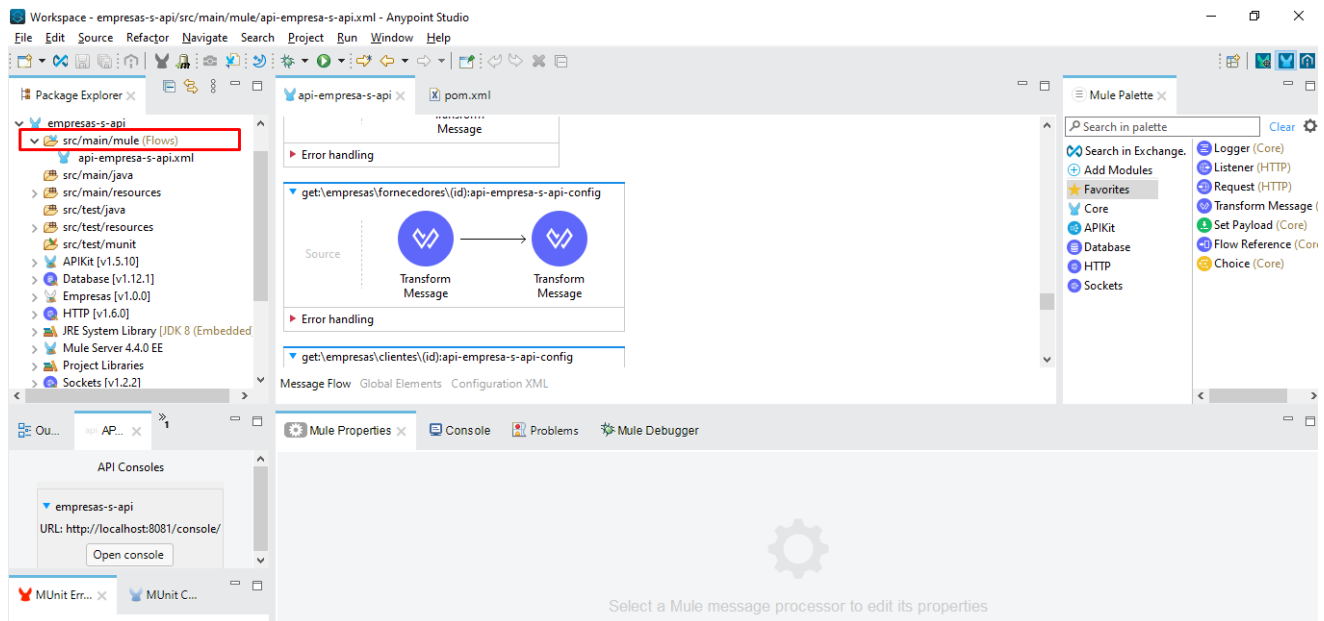 Workspace - empresas-s-api/src/main/mule/api-empresa-s-api.xml - Anypoint Studio
File Edit Source Refactor Navigate Search Project Run Window Help
Package Explorer
empresas-s-api
src/main/mule (Flows)
api-empresa-s-api.xml
src/main/java
src/main/resources
src/test/java
src/test/resources
src/test/munit
APIKit [v1.5.10]
Database [v1.12.1]
Empresas [v1.0.0]
HTTP [v1.6.0]
JRE System Library [JDK 8 (Embedded
Mule Server 4.4.0 EE
Project Libraries
Sockets [v1.2.2]
api-empresa-s-api
pom.xml
Transform
Message
Error handling
get:\empresas\fornecedores\(id):api-empresa-s-api-config
Source
Transform
Message
Transform
Message
Error handling
get:\empresas\clientes\(id):api-empresa-s-api-config
Message Flow Global Elements Configuration XML
Mule Palette
Search in palette
Clear
Search in Exchange.
Add Modules
Favorites
Core
APIKit
Database
HTTP
Sockets
Logger (Core)
Listener (HTTP)
Request (HTTP)
Transform Message (
Set Payload (Core)
Flow Reference (Core
Choice (Core)
Ou...
api AP...
»1
API Consoles
empresas-s-api
URL: http://localhost:8081/console/
Open console
MUnit Err...
MUnit C...
Mule Properties
Console
Problems
Mule Debugger
Select a Mule message processor to edit its properties